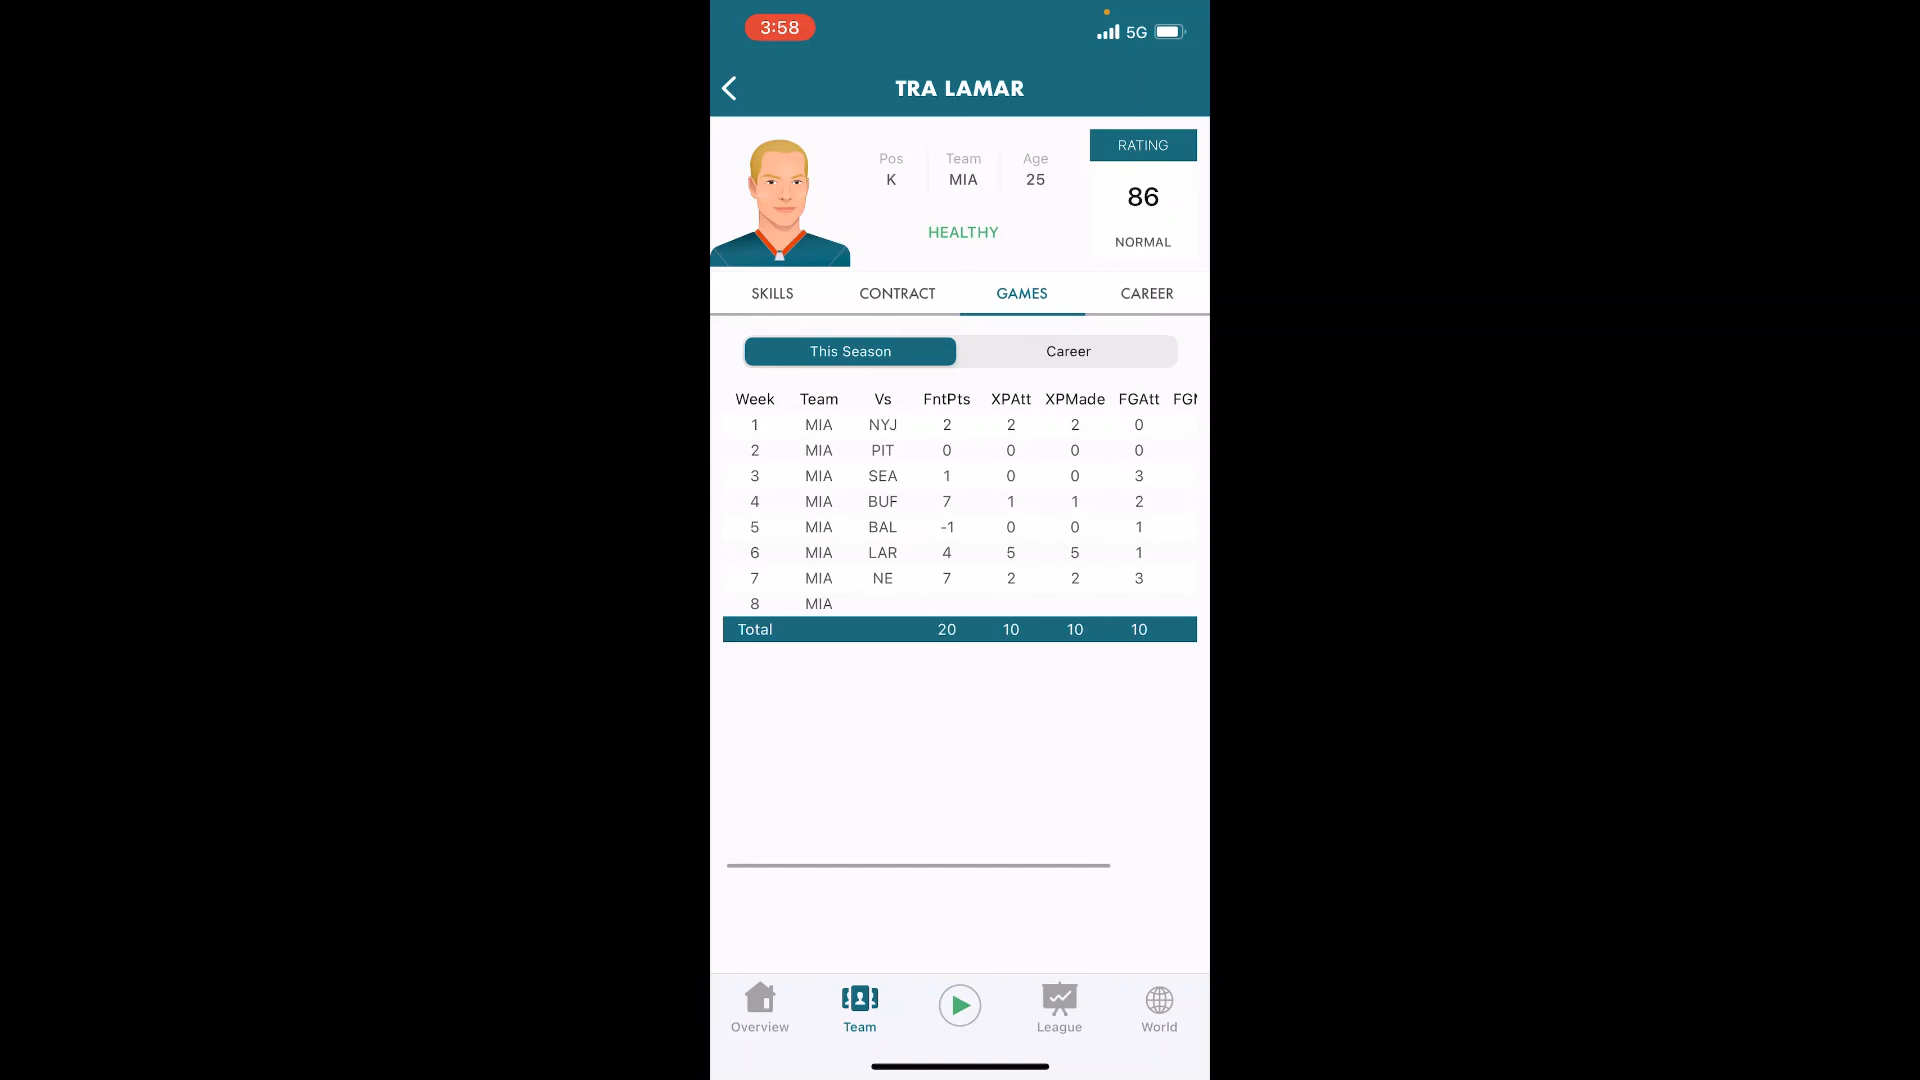 3:58 5G
TRA LAMAR
RATING
Pos Team Age
K MIA 25
86
HEALTHY
NORMAL
SKILLS CONTRACT GAMES CAREER
This Season Career
Week Team Vs FntPts XPAtt XPMade FGAtt FGM
1 MIA NYJ 2 2 2 0
2 MIA PIT 0 0 0 0
3 MIA SEA 1 0 0 3
4 MIA BUF 7 1 1 2
5 MIA BAL -1 0 0 1
6 MIA LAR 4 5 5 1
7 MIA NE 7 2 2 3
8 MIA
Total 20 10 10 10
Overview Team League World